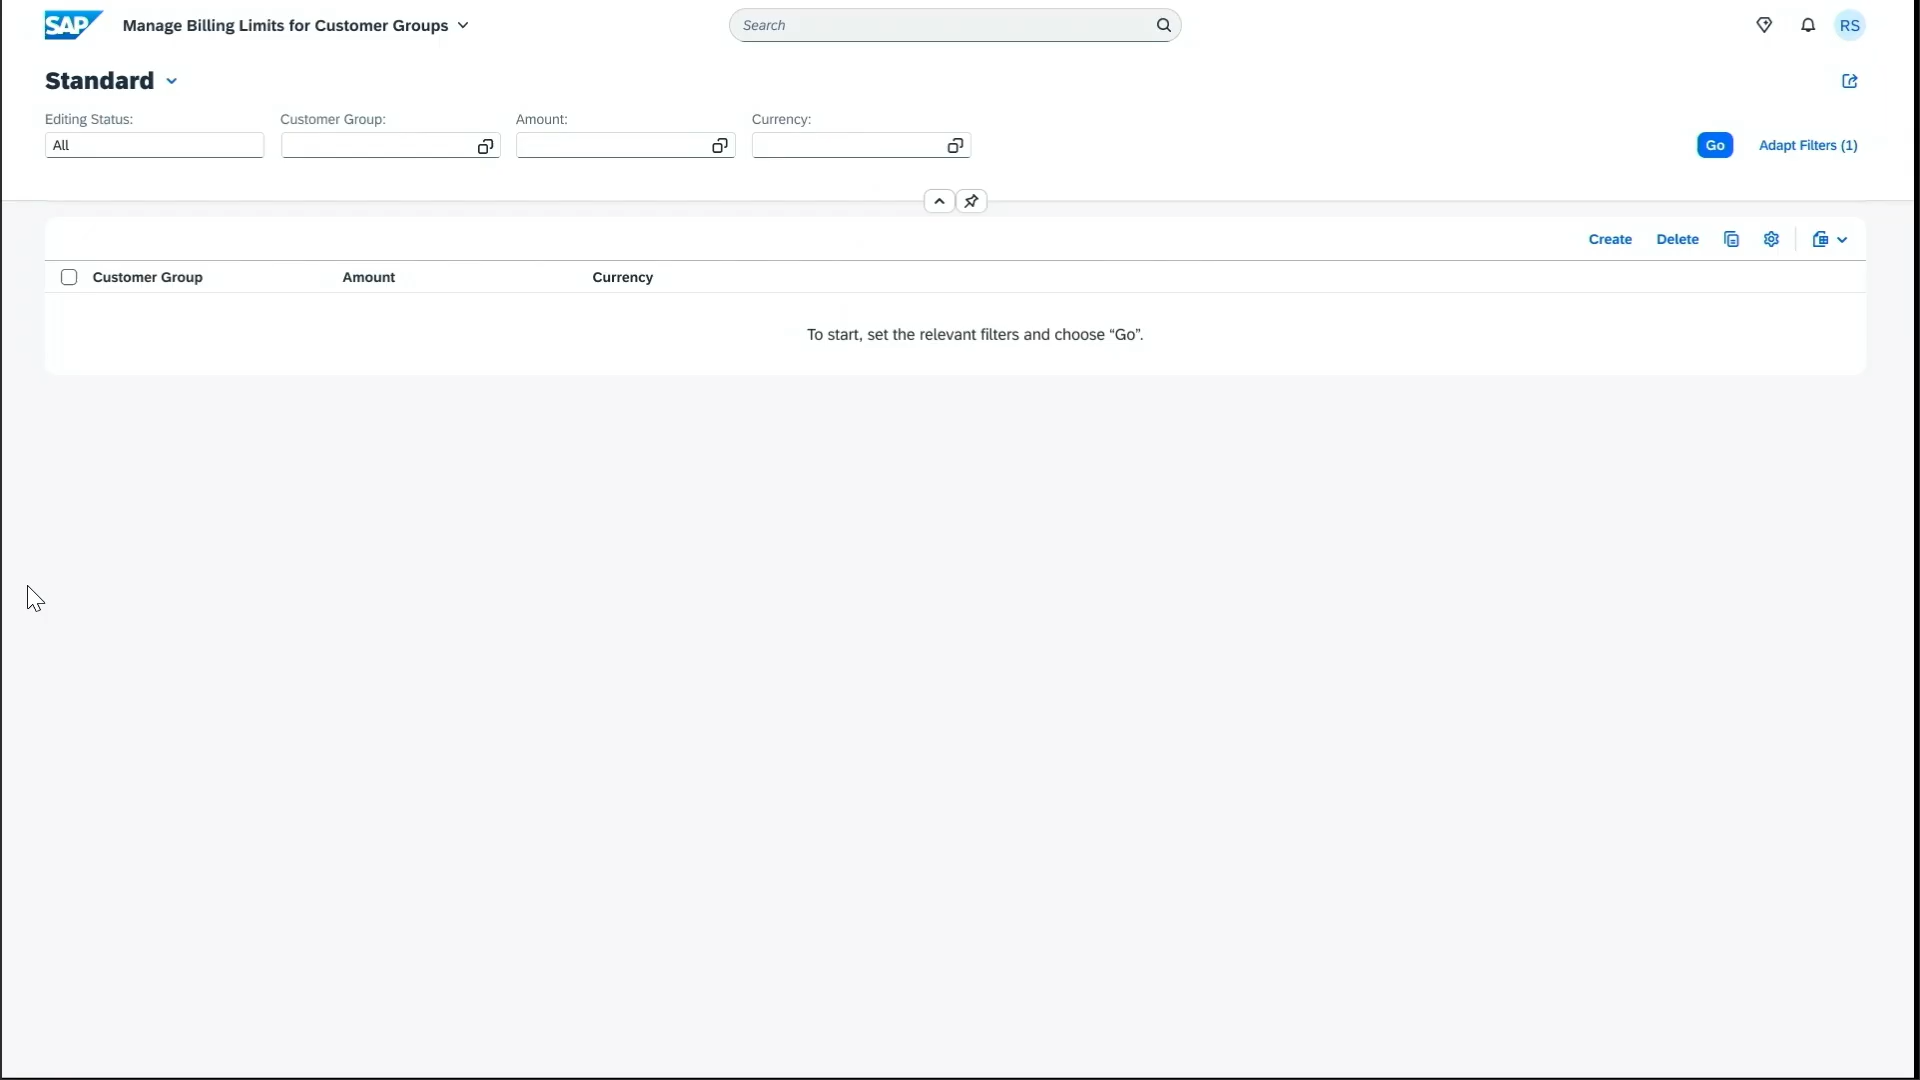 SAP Manage Billing Limits for Customer Groups Search RS
Standard
Editing Status: Customer Group: Amount: Currency:
All Go Adapt Filters (1)
Create Delete
Customer Group Amount Currency
To start, set the relevant filters and choose “Go”.